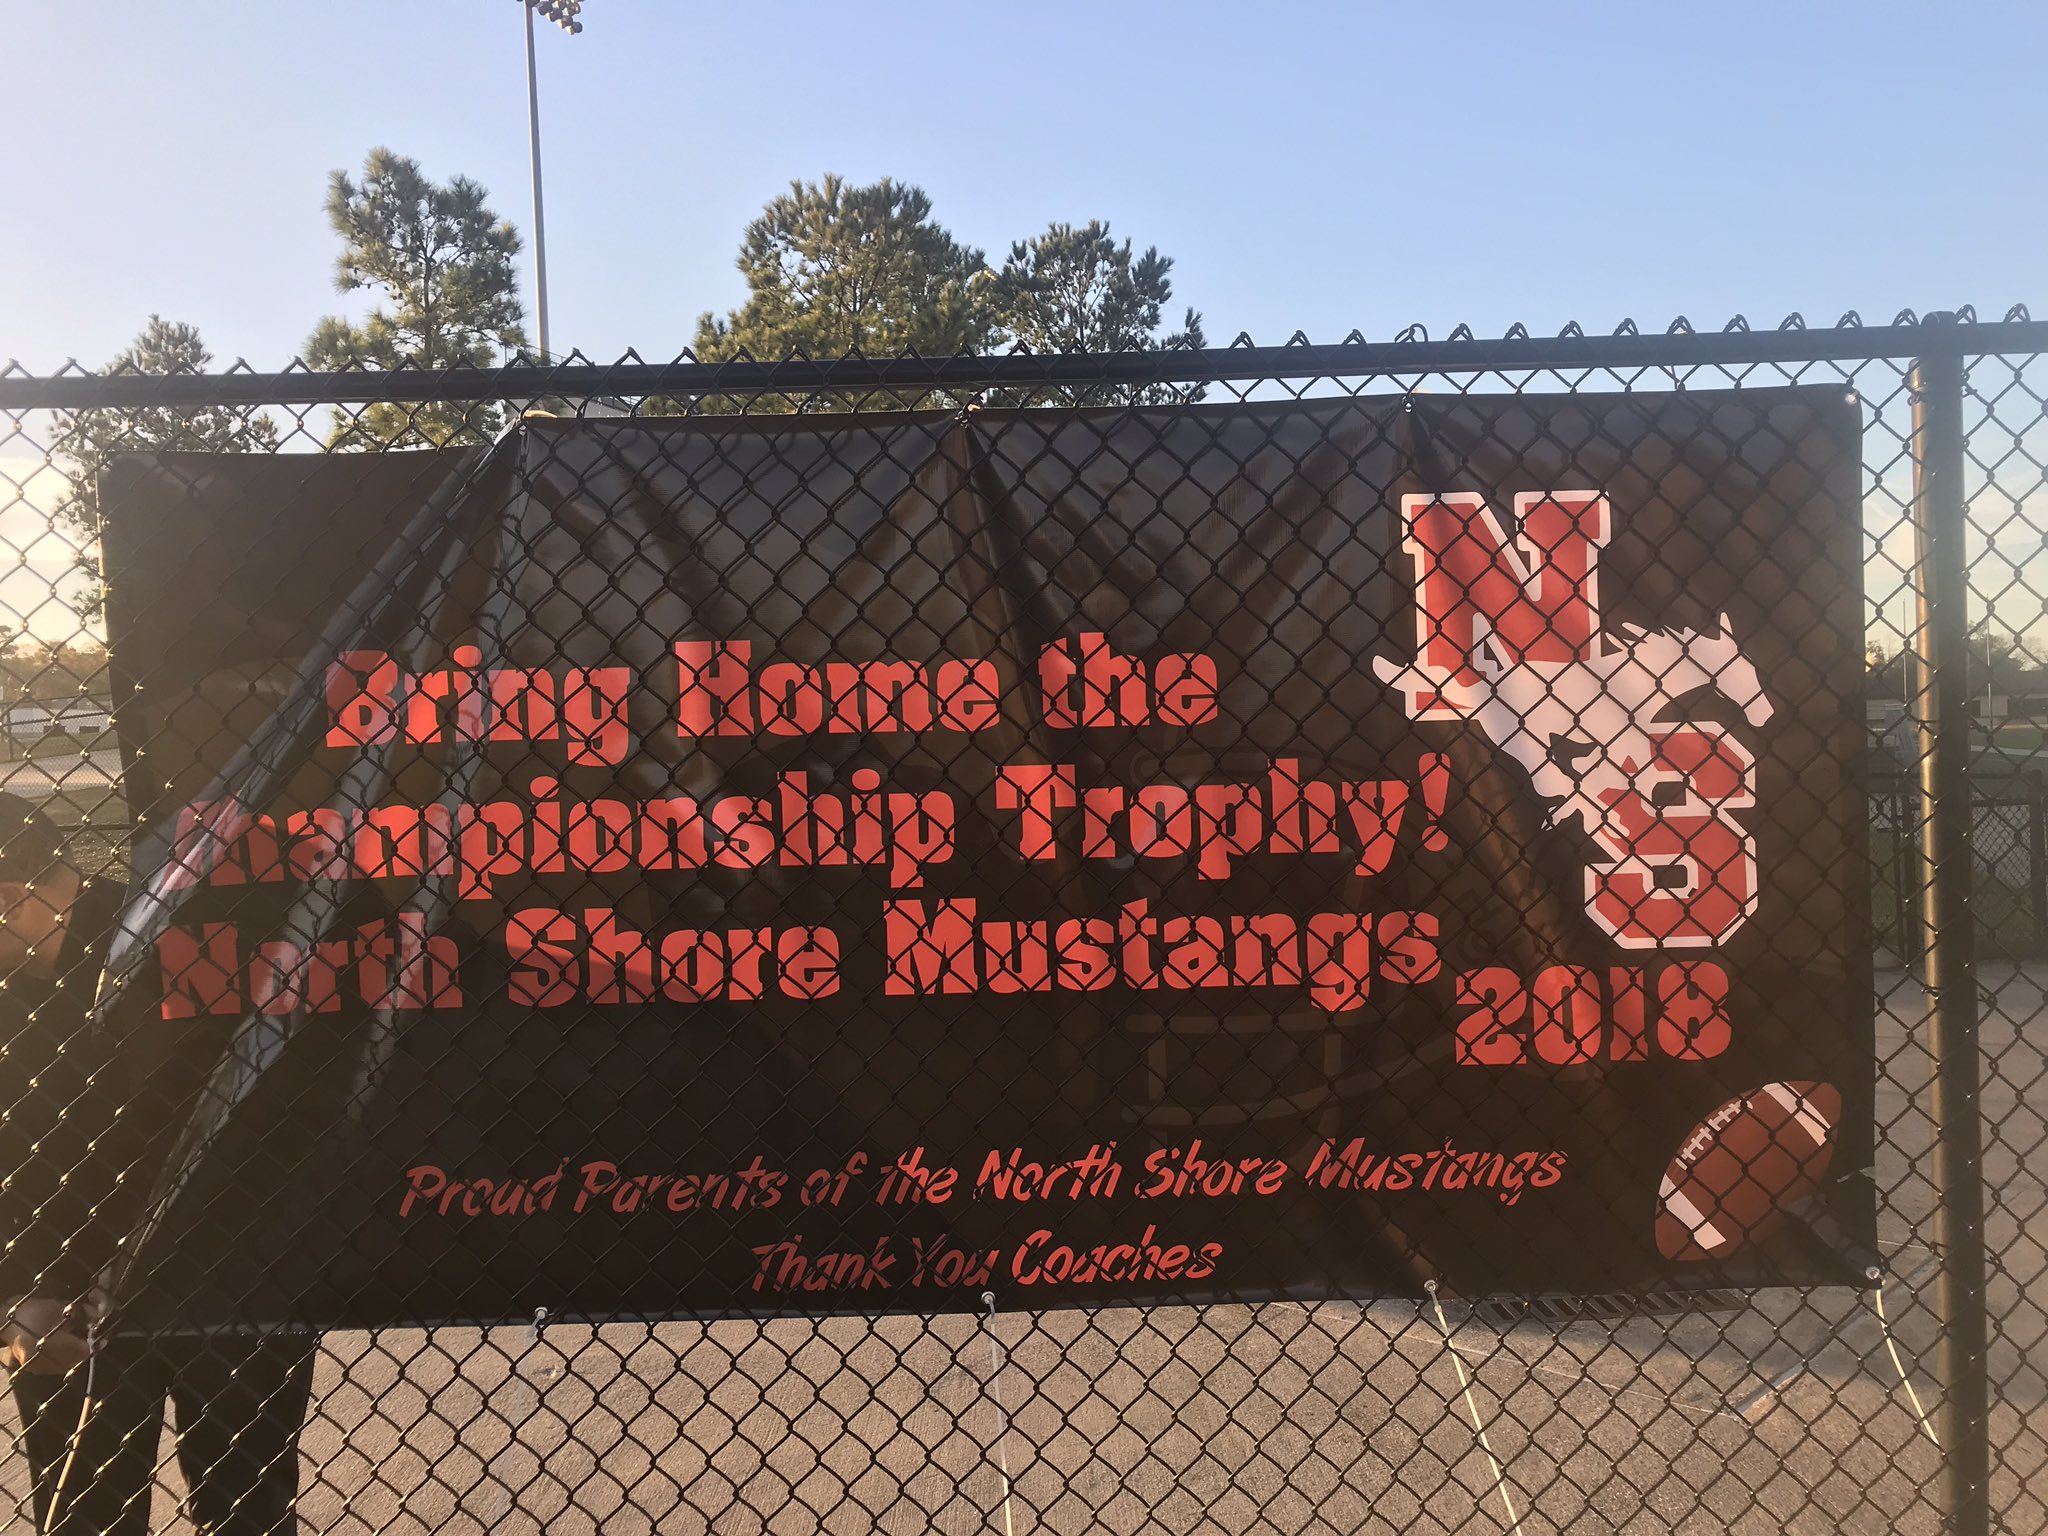 Bring Home the
Championship Trophy!
North Shore Mustangs
NS
2018
Proud Parents of the North Shore Mustangs
Thank You Coaches